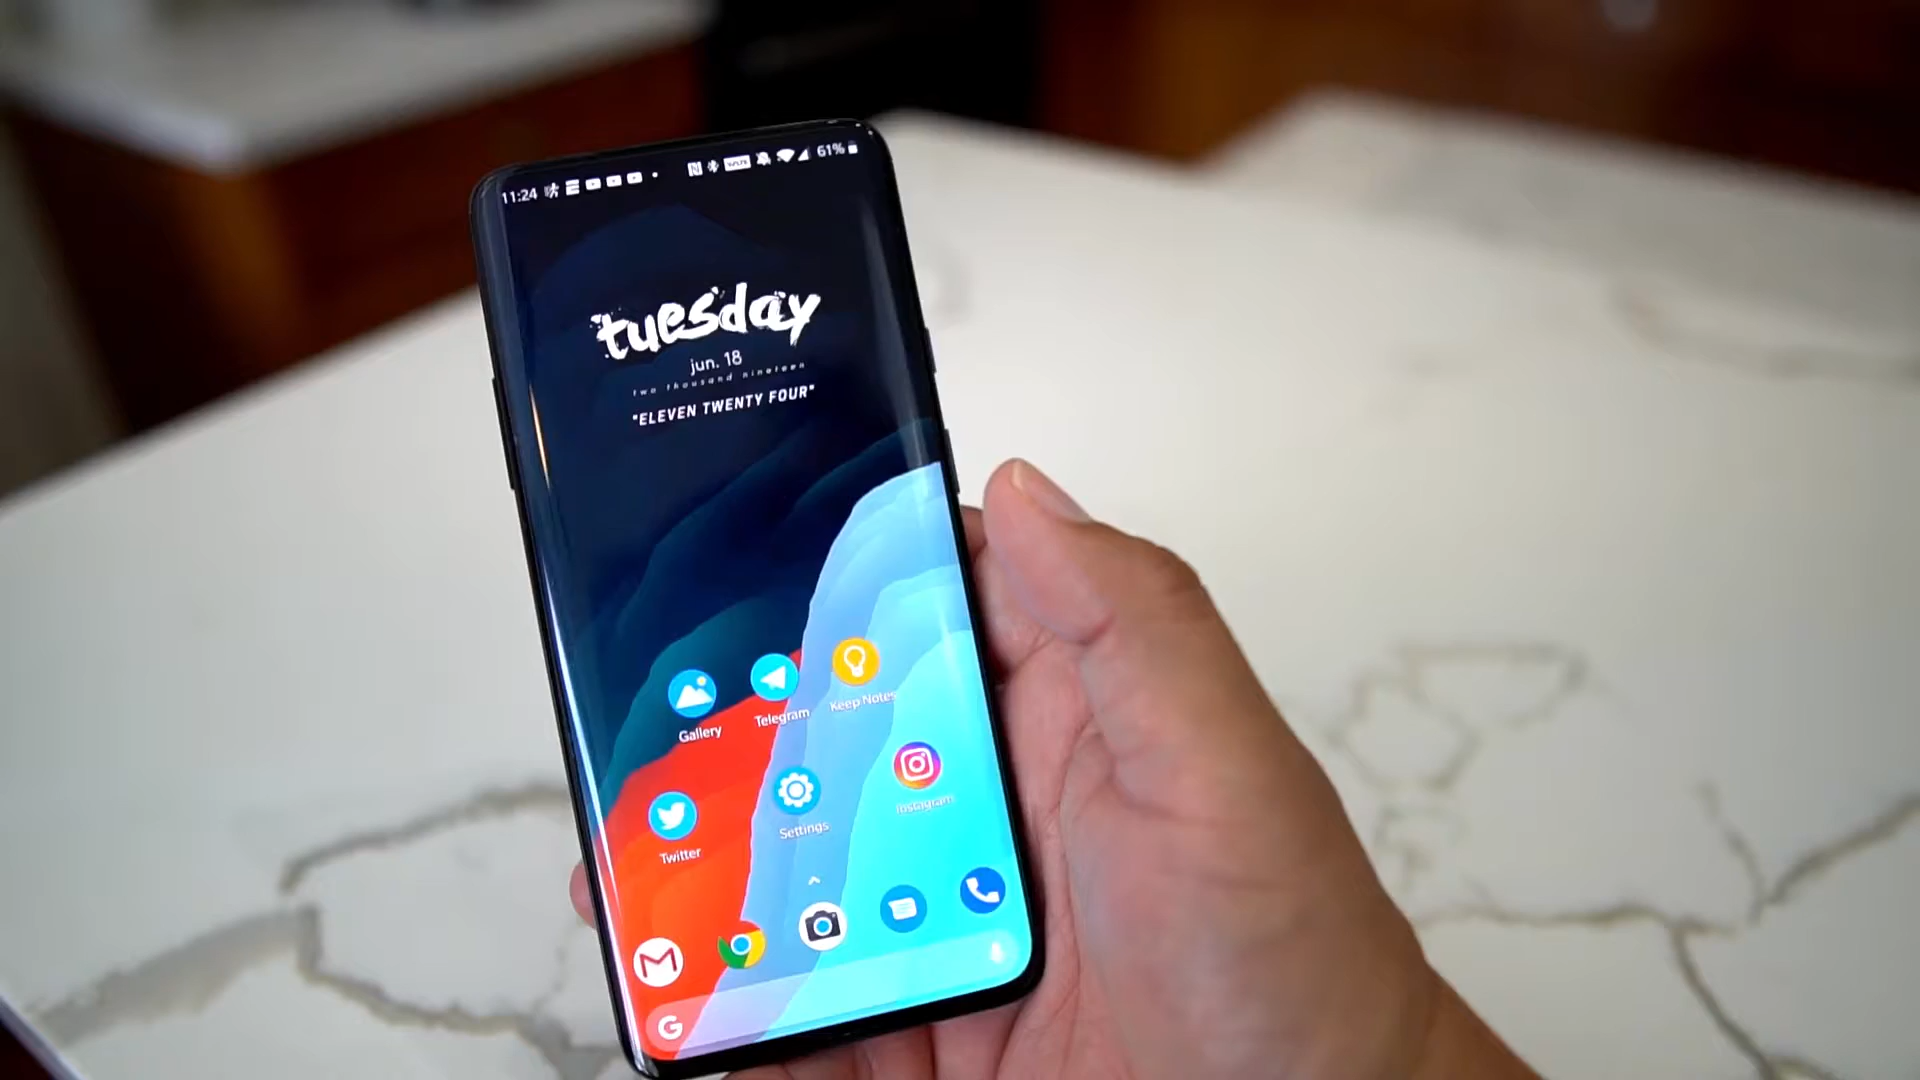 11:24 61%
tuesday
jun. 18
two thousand nineteen
"ELEVEN TWENTY FOUR"
Gallery Telegram Keep Notes
Twitter Settings Instagram